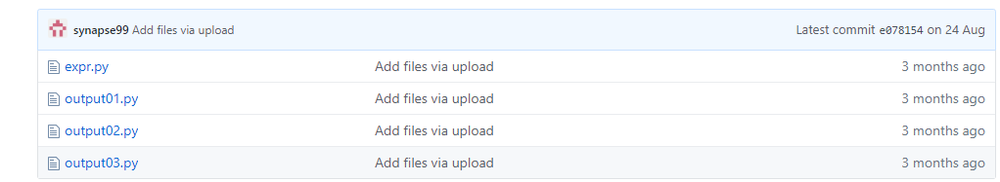 synapse99 Add files via upload Latest commit e078154 on 24 Aug
expr.py Add files via upload 3 months ago
output01.py Add files via upload 3 months ago
output02.py Add files via upload 3 months ago
output03.py Add files via upload 3 months ago